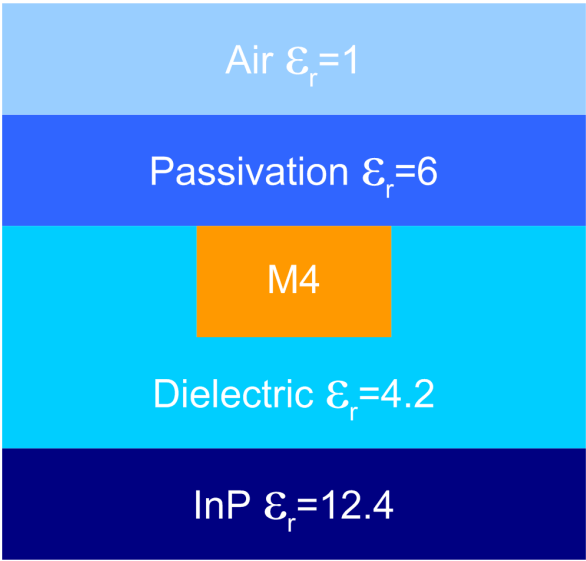 Air εr=1
Passivation εr=6
M4
Dielectric εr=4.2
InP εr=12.4